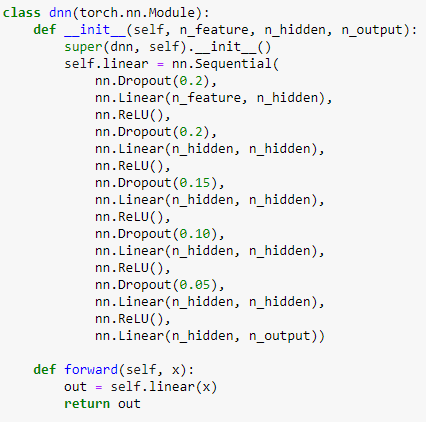 class dnn(torch.nn.Module):
    def __init__(self, n_feature, n_hidden, n_output):
        super(dnn, self).__init__()
        self.linear = nn.Sequential(
            nn.Dropout(0.2),
            nn.Linear(n_feature, n_hidden),
            nn.ReLU(),
            nn.Dropout(0.2),
            nn.Linear(n_hidden, n_hidden),
            nn.ReLU(),
            nn.Dropout(0.15),
            nn.Linear(n_hidden, n_hidden),
            nn.ReLU(),
            nn.Dropout(0.10),
            nn.Linear(n_hidden, n_hidden),
            nn.ReLU(),
            nn.Dropout(0.05),
            nn.Linear(n_hidden, n_hidden),
            nn.ReLU(),
            nn.Linear(n_hidden, n_output))

    def forward(self, x):
        out = self.linear(x)
        return out